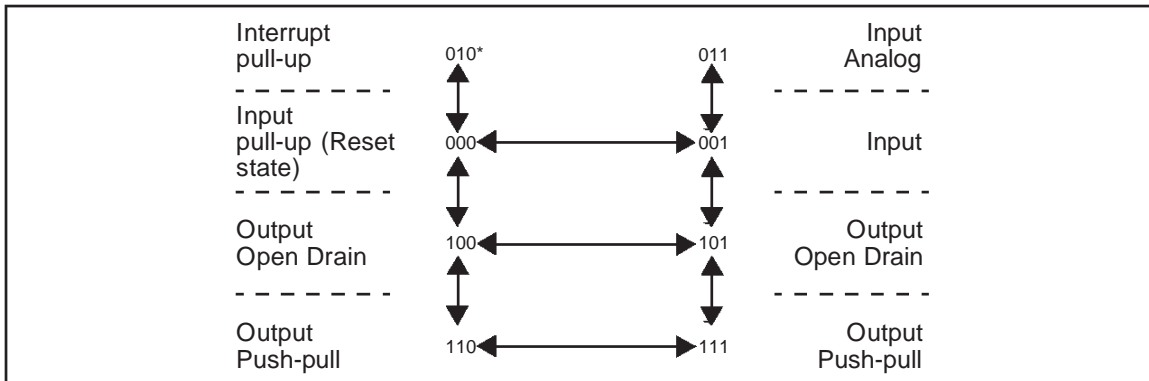 Interrupt
pull-up
010*
011
Input
Analog
Input
pull-up (Reset
state)
000
001
Input
Output
Open Drain
100
101
Output
Open Drain
Output
Push-pull
110
111
Output
Push-pull